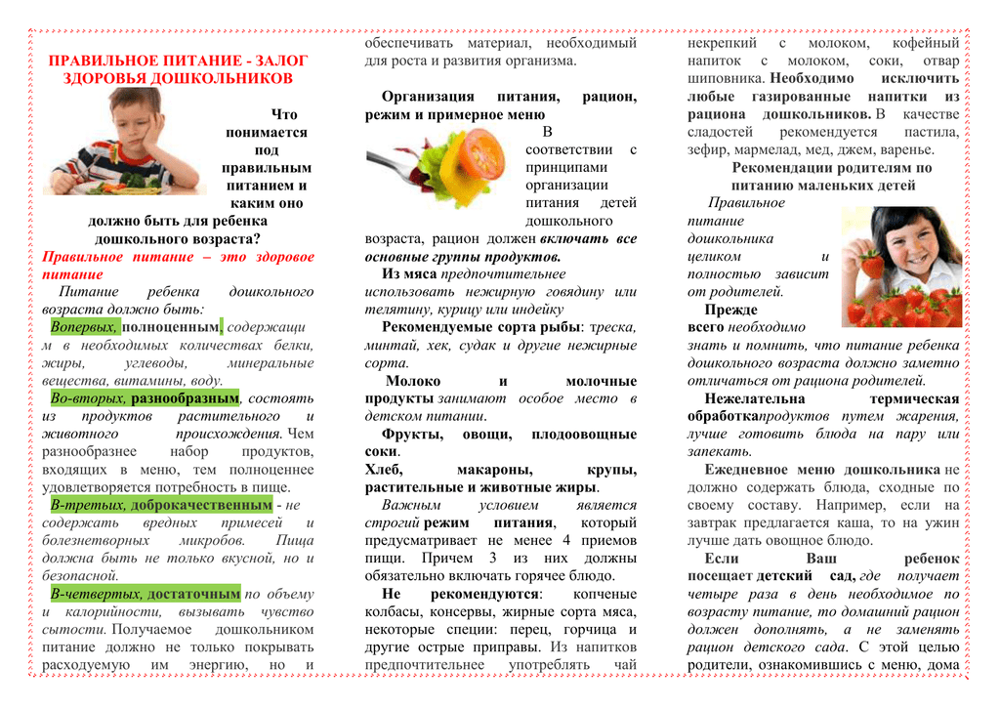 ПРАВИЛЬНОЕ ПИТАНИЕ - ЗАЛОГ
ЗДОРОВЬЯ ДОШКОЛЬНИКОВ
Что
понимается
под
правильным
питанием и
каким оно
должно быть для ребенка
дошкольного возраста?
Правильное питание – это здоровое
питание
Питание ребенка дошкольного
возраста должно быть:
Вопервых, полноценным, содержащи
м в необходимых количествах белки,
жиры, углеводы, минеральные
вещества, витамины, воду.
Во-вторых, разнообразным, состоять
из продуктов растительного и
животного происхождения. Чем
разнообразнее набор продуктов,
входящих в меню, тем полноценнее
удовлетворяется потребность в пище.
В-третьих, доброкачественным - не
содержать вредных примесей и
болезнетворных микробов. Пища
должна быть не только вкусной, но и
безопасной.
В-четвертых, достаточным по объему
и калорийности, вызывать чувство
сытости. Получаемое дошкольником
питание должно не только покрывать
расходуемую им энергию, но и
обеспечивать материал, необходимый
для роста и развития организма.
Организация питания, рацион,
режим и примерное меню
В
соответствии с
принципами
организации
питания детей
дошкольного
возраста, рацион должен включать все
основные группы продуктов.
Из мяса предпочтительнее
использовать нежирную говядину или
телятину, курицу или индейку
Рекомендуемые сорта рыбы: треска,
минтай, хек, судак и другие нежирные
сорта.
Молоко и молочные
продукты занимают особое место в
детском питании.
Фрукты, овощи, плодоовощные
соки.
Хлеб, макароны, крупы,
растительные и животные жиры.
Важным условием является
строгий режим питания, который
предусматривает не менее 4 приемов
пищи. Причем 3 из них должны
обязательно включать горячее блюдо.
Не рекомендуются: копченые
колбасы, консервы, жирные сорта мяса,
некоторые специи: перец, горчица и
другие острые приправы. Из напитков
предпочтительнее употреблять чай
некрепкий с молоком, кофейный
напиток с молоком, соки, отвар
шиповника. Необходимо исключить
любые газированные напитки из
рациона дошкольников. В качестве
сладостей рекомендуется пастила,
зефир, мармелад, мед, джем, варенье.
Рекомендации родителям по
питанию маленьких детей
Правильное
питание
дошкольника
целиком и
полностью зависит
от родителей.
Прежде
всего необходимо
знать и помнить, что питание ребенка
дошкольного возраста должно заметно
отличаться от рациона родителей.
Нежелательна термическая
обработкапродуктов путем жарения,
лучше готовить блюда на пару или
запекать.
Ежедневное меню дошкольника не
должно содержать блюда, сходные по
своему составу. Например, если на
завтрак предлагается каша, то на ужин
лучше дать овощное блюдо.
Если Ваш ребенок
посещает детский сад, где получает
четыре раза в день необходимое по
возрасту питание, то домашний рацион
должен дополнять, а не заменять
рацион детского сада. С этой целью
родители, ознакомившись с меню, дома